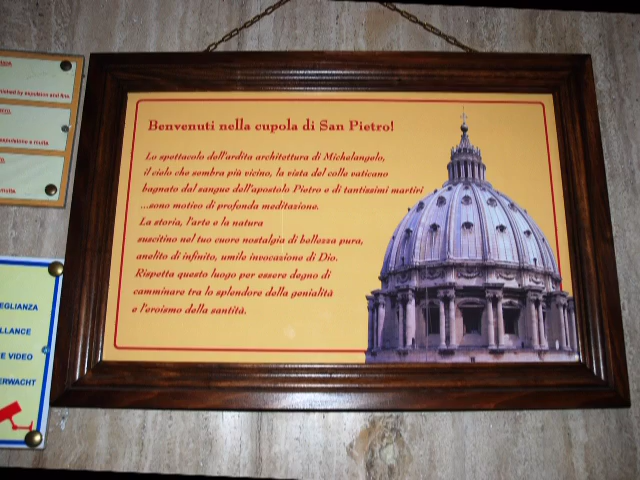 Benvenuti nella cupola di San Pietro!
Lo spettacolo dell'ardita architettura di Michelangelo,
il cielo che sembra più vicino, la vista del colle vaticano
bagnato dal sangue dell'apostolo Pietro e di tantissimi martiri
...sono motivo di profonda meditazione.
La storia, l'arte e la natura
suscitino nel tuo cuore nostalgia di bellezza pura,
anelito di infinito, umile invocazione di Dio.
Rispetta questo luogo per essere degno di
camminare tra lo splendore della genialità
e l'eroismo della santità.
EGLIANZA
LLANCE
E VIDEO
ERWACHT